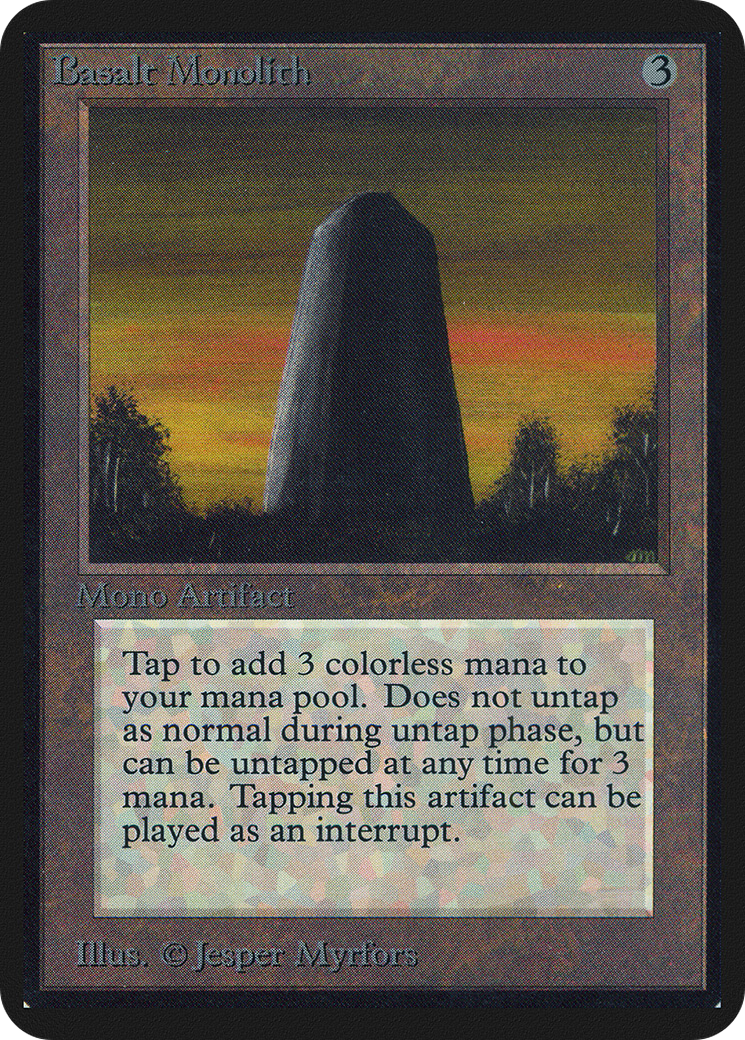 Basalt Monolith
3
Mono Artifact
Tap to add 3 colorless mana to
your mana pool. Does not untap
as normal during untap phase, but
can be untapped at any time for 3
mana. Tapping this artifact can be
played as an interrupt.
Illus. © Jesper Myrfors